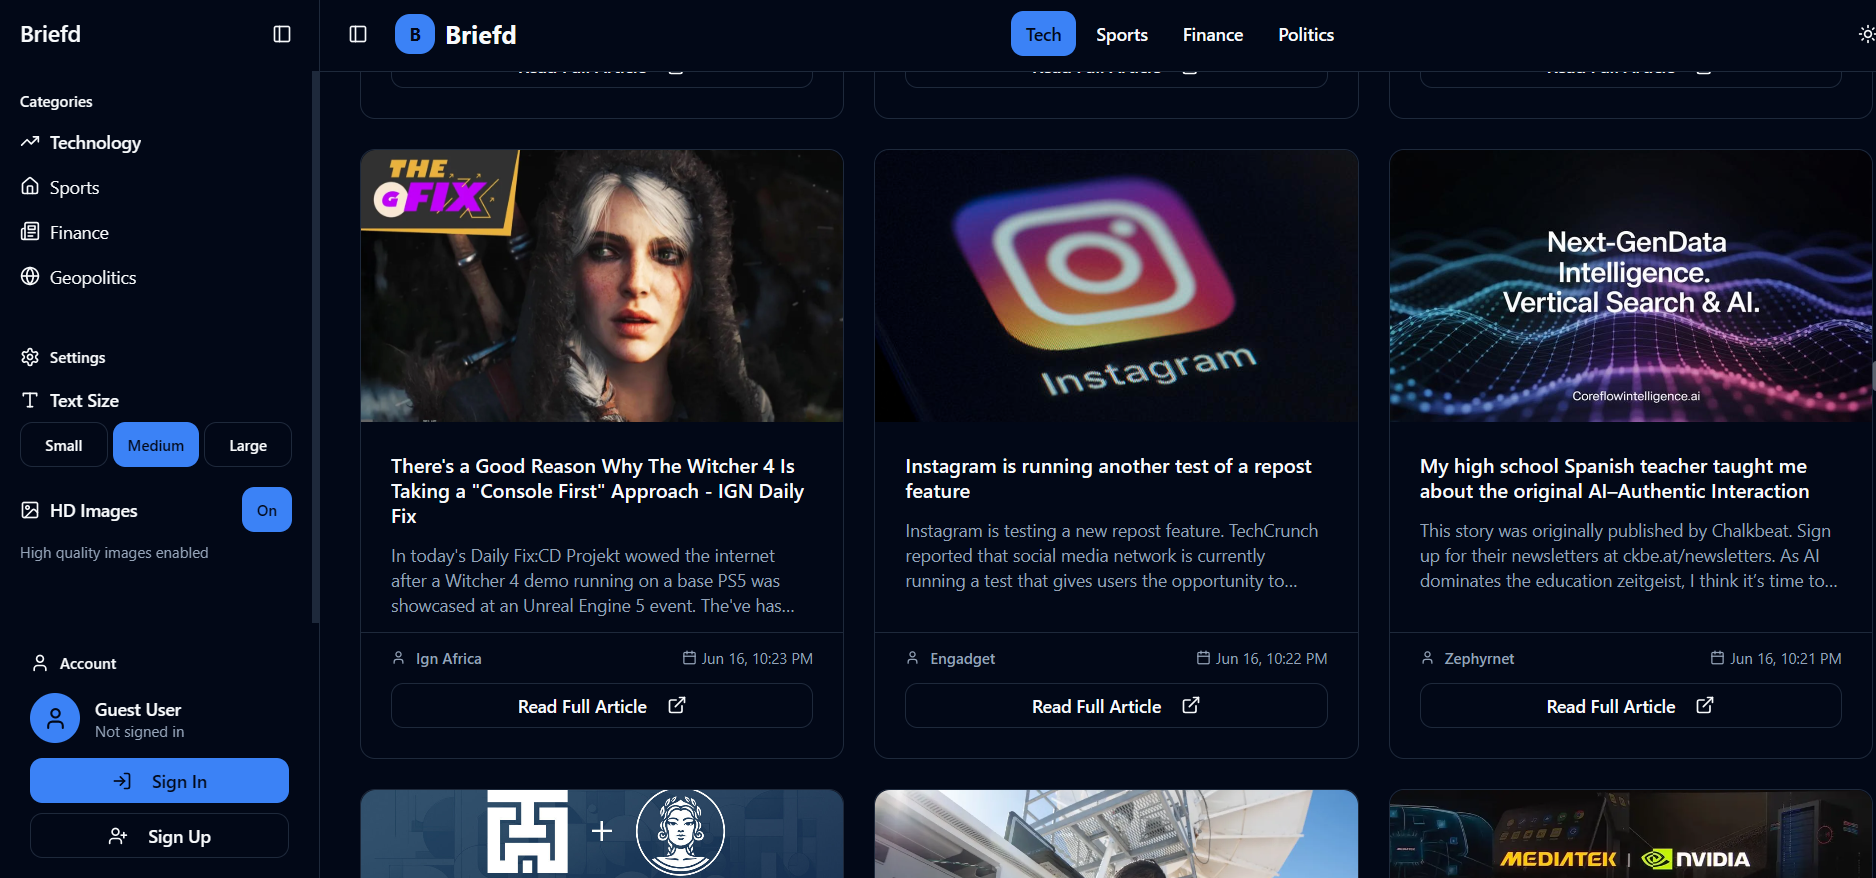 Briefd
Categories
Technology
Sports
Finance
Geopolitics
Settings
Text Size
Small
Medium
Large
HD Images
On
High quality images enabled
Account
Guest User
Not signed in
Sign In
Sign Up
B
Briefd
Tech
Sports
Finance
Politics
Read Full Article
Read Full Article
Read Full Article
THE
G FIX
There's a Good Reason Why The Witcher 4 Is
Taking a "Console First" Approach - IGN Daily
Fix
In today's Daily Fix:CD Projekt wowed the internet
after a Witcher 4 demo running on a base PS5 was
showcased at an Unreal Engine 5 event. The've has...
Ign Africa
Jun 16, 10:23 PM
Read Full Article
Instagram
Instagram is running another test of a repost
feature
Instagram is testing a new repost feature. TechCrunch
reported that social media network is currently
running a test that gives users the opportunity to...
Engadget
Jun 16, 10:22 PM
Read Full Article
Next-GenData
Intelligence.
Vertical Search & AI.
Coreflowintelligence.ai
My high school Spanish teacher taught me
about the original AI–Authentic Interaction
This story was originally published by Chalkbeat. Sign
up for their newsletters at ckbe.at/newsletters. As AI
dominates the education zeitgeist, I think it’s time to...
Zephyrnet
Jun 16, 10:21 PM
Read Full Article
+
MEDIATEK | NVIDIA